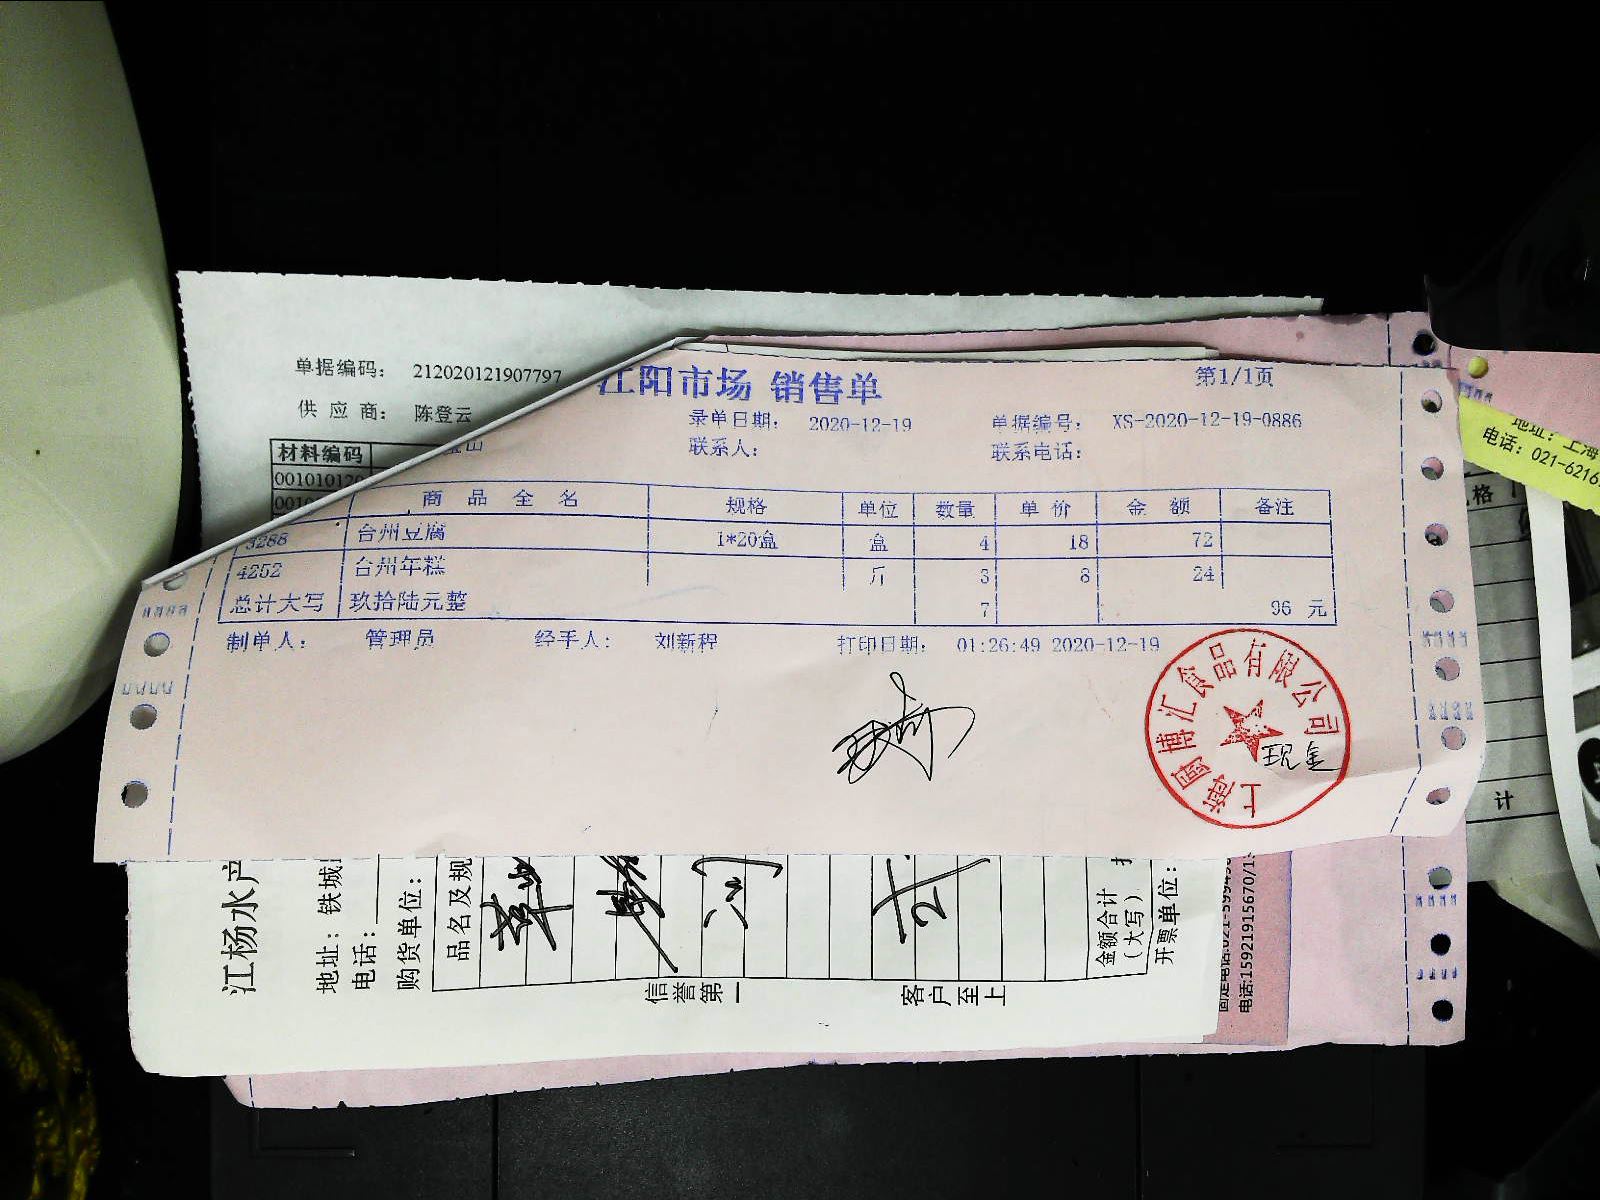 单据编码： 212020121907797
供 应 商： 陈登云
材料编码
江阳市场 销售单 第1/1页
录单日期： 2020-12-19 单据编号： XS-2020-12-19-0886
联系人： 联系电话：
商 品 全 名 规格 单位 数量 单 价 金 额 备注
3288 台州豆腐 1*20盒 盒 4 18 72
4252 台州年糕 斤 3 8 24
总计大写 玖拾陆元整 7 96 元
制单人： 管理员 经手人： 刘新程 打印日期： 01:26:49 2020-12-19
上海圆博汇食品有限公司
现金
江杨水产
地址：铁城
电话：
购货单位：
品名及规
金额合计
（大写）
开票单位：
信誉第一
客户至上
电话:15921915670/13
地址：上海
电话：021-6216
格
计